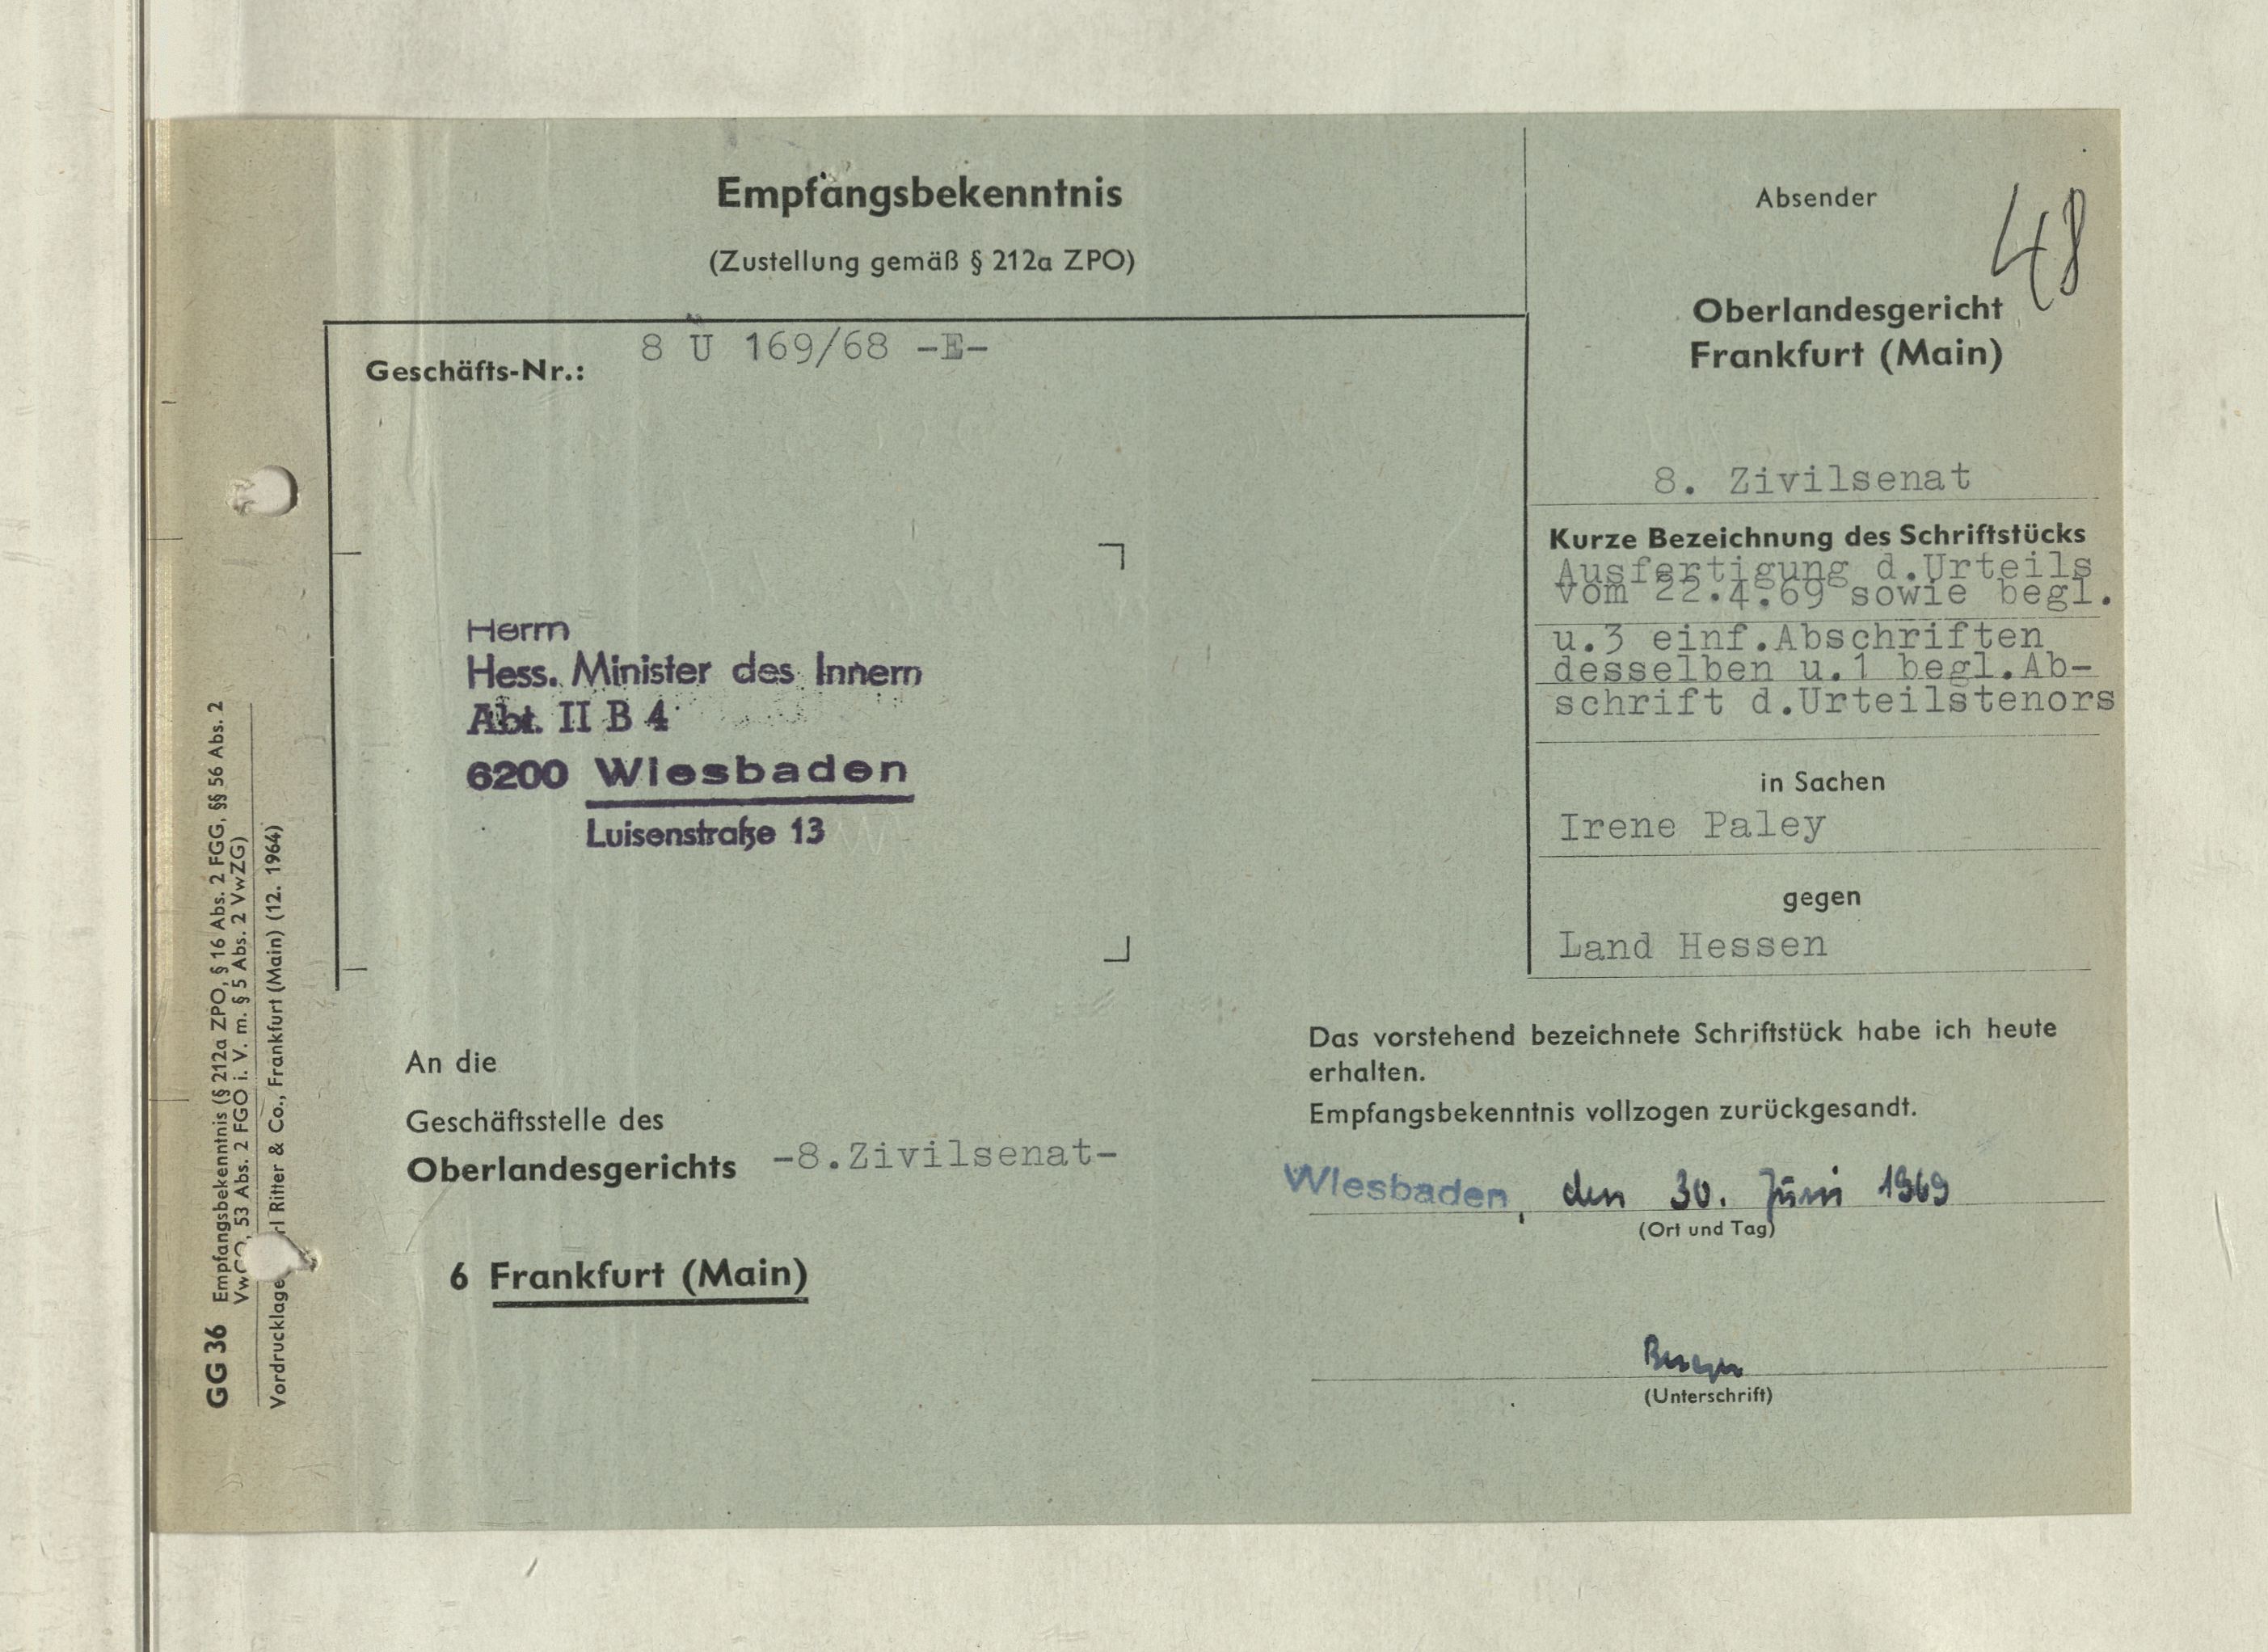 Empfangsbekenntnis
(Zustellung gemäß § 212a ZPO)
Geschäfts-Nr.: 8 U 169/68 -E-
Herrn
Hess. Minister des Innern
Abt. II B 4
6200 Wiesbaden
Luisenstraße 13
Absender
48
Oberlandesgericht
Frankfurt (Main)
8. Zivilsenat
Kurze Bezeichnung des Schriftstücks
Ausfertigung d.Urteils
vom 22.4.69 sowie begl.
u.3 einf.Abschriften
desselben u.1 begl.Ab-
schrift d.Urteilstenors
in Sachen
Irene Paley
gegen
Land Hessen
An die
Geschäftsstelle des
Oberlandesgerichts -8.Zivilsenat-
6 Frankfurt (Main)
Das vorstehend bezeichnete Schriftstück habe ich heute
erhalten.
Empfangsbekenntnis vollzogen zurückgesandt.
Wiesbaden, den 30. Juni 1969
(Ort und Tag)
(Unterschrift)
GG 36 Empfangsbekenntnis (§ 212a ZPO, § 16 Abs. 2 FGG, §§ 56 Abs. 2
53 Abs. 2 FGO i. V. m. § 5 Abs. 2 VwZG)
Ritter & Co., Frankfurt (Main) (12. 1964)